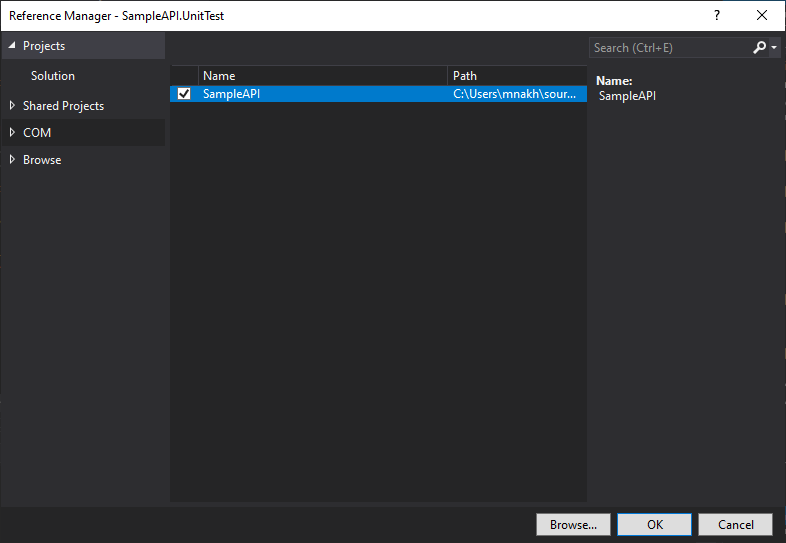 Reference Manager - SampleAPI.UnitTest
?
Projects
Search (Ctrl+E)
Solution
Name
Path
Name:
SampleAPI
C:\Users\mnakh\sour...
SampleAPI
Shared Projects
COM
Browse
Browse...
OK
Cancel